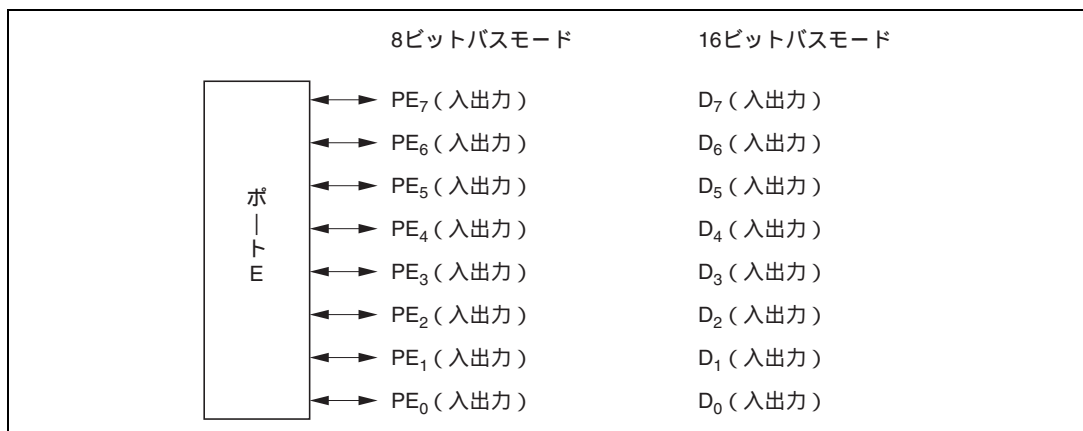 8ビットバスモード 16ビットバスモード
ポートE
PE7 ( 入出力 ) D7 ( 入出力 )
PE6 ( 入出力 ) D6 ( 入出力 )
PE5 ( 入出力 ) D5 ( 入出力 )
PE4 ( 入出力 ) D4 ( 入出力 )
PE3 ( 入出力 ) D3 ( 入出力 )
PE2 ( 入出力 ) D2 ( 入出力 )
PE1 ( 入出力 ) D1 ( 入出力 )
PE0 ( 入出力 ) D0 ( 入出力 )